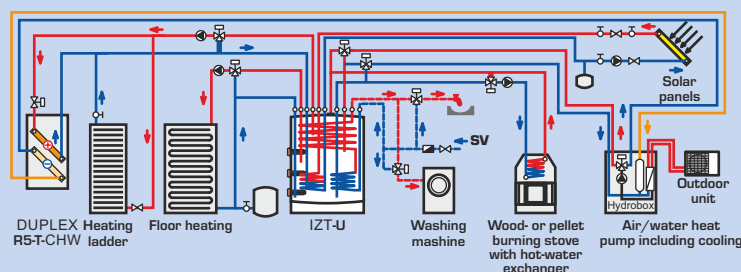 Solar
panels
SV
Hydrobox
Outdoor
unit
DUPLEX
R5-T-CHW
Heating
ladder
Floor heating
IZT-U
Washing
mashine
Wood- or pellet
burning stove
with hot-water
exchanger
Air/water heat
pump including cooling